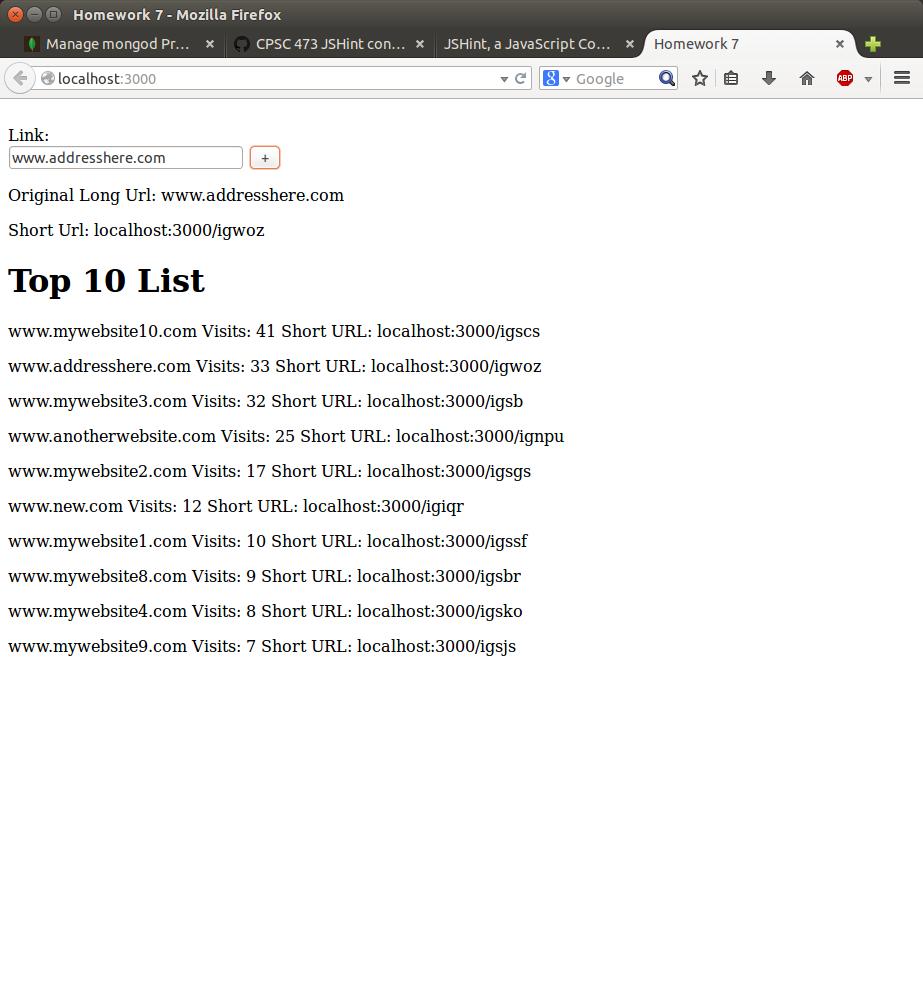 Homework 7 - Mozilla Firefox
Manage mongod Pr... CPSC 473 JSHint con... JSHint, a JavaScript Co... Homework 7
localhost:3000 8 Google ABP
Link:
www.addresshere.com +
Original Long Url: www.addresshere.com
Short Url: localhost:3000/igwoz
Top 10 List
www.mywebsite10.com Visits: 41 Short URL: localhost:3000/igscs
www.addresshere.com Visits: 33 Short URL: localhost:3000/igwoz
www.mywebsite3.com Visits: 32 Short URL: localhost:3000/igsb
www.anotherwebsite.com Visits: 25 Short URL: localhost:3000/ignpu
www.mywebsite2.com Visits: 17 Short URL: localhost:3000/igsgs
www.new.com Visits: 12 Short URL: localhost:3000/igiqr
www.mywebsite1.com Visits: 10 Short URL: localhost:3000/igssf
www.mywebsite8.com Visits: 9 Short URL: localhost:3000/igsbr
www.mywebsite4.com Visits: 8 Short URL: localhost:3000/igsko
www.mywebsite9.com Visits: 7 Short URL: localhost:3000/igsjs